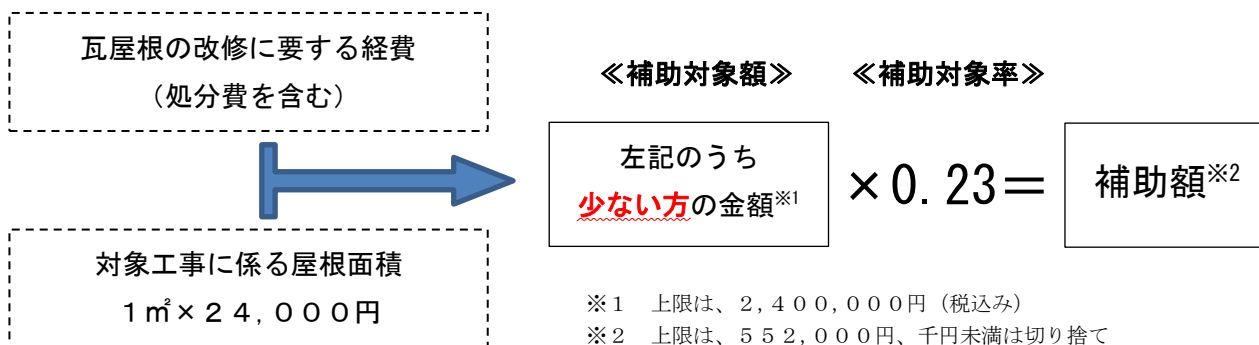 瓦屋根の改修に要する経費
（処分費を含む）
対象工事に係る屋根面積
１㎡×２４,０００円
≪補助対象額≫
左記のうち
少ない方の金額※1
≪補助対象率≫
×0.23＝
補助額※2
※１　上限は、２,４００,０００円（税込み）
※２　上限は、５５２,０００円、千円未満は切り捨て